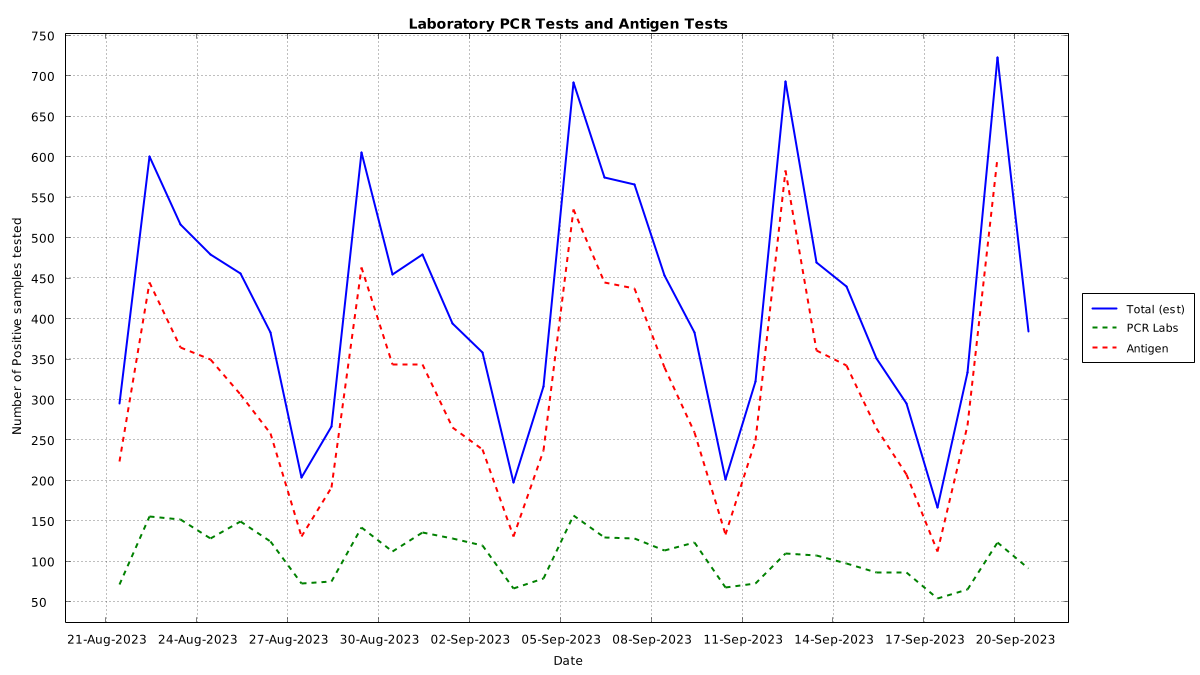 Laboratory PCR Tests and Antigen Tests
750
700
650
600
550
500
450
400
350
300
250
200
150
100
50
Number of Positive samples tested
21-Aug-2023 24-Aug-2023 27-Aug-2023 30-Aug-2023 02-Sep-2023 05-Sep-2023 08-Sep-2023 11-Sep-2023 14-Sep-2023 17-Sep-2023 20-Sep-2023
Date
Total (est)
PCR Labs
Antigen